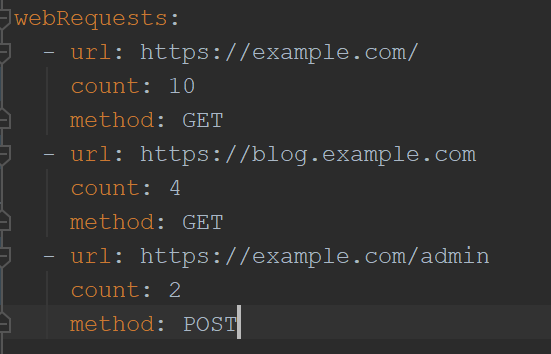 webRequests:
  - url: https://example.com/
    count: 10
    method: GET
  - url: https://blog.example.com
    count: 4
    method: GET
  - url: https://example.com/admin
    count: 2
    method: POST